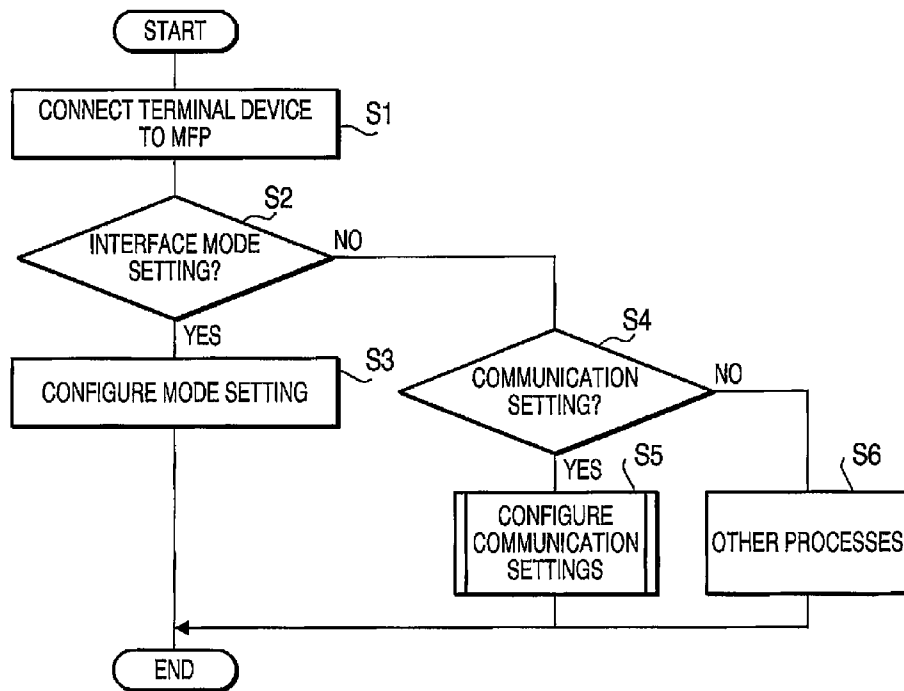 START
CONNECT TERMINAL DEVICE
TO MFP
S1
S2
INTERFACE MODE
SETTING?
NO
YES
S3
CONFIGURE MODE SETTING
S4
COMMUNICATION
SETTING?
NO
YES
S5
CONFIGURE
COMMUNICATION
SETTINGS
S6
OTHER PROCESSES
END